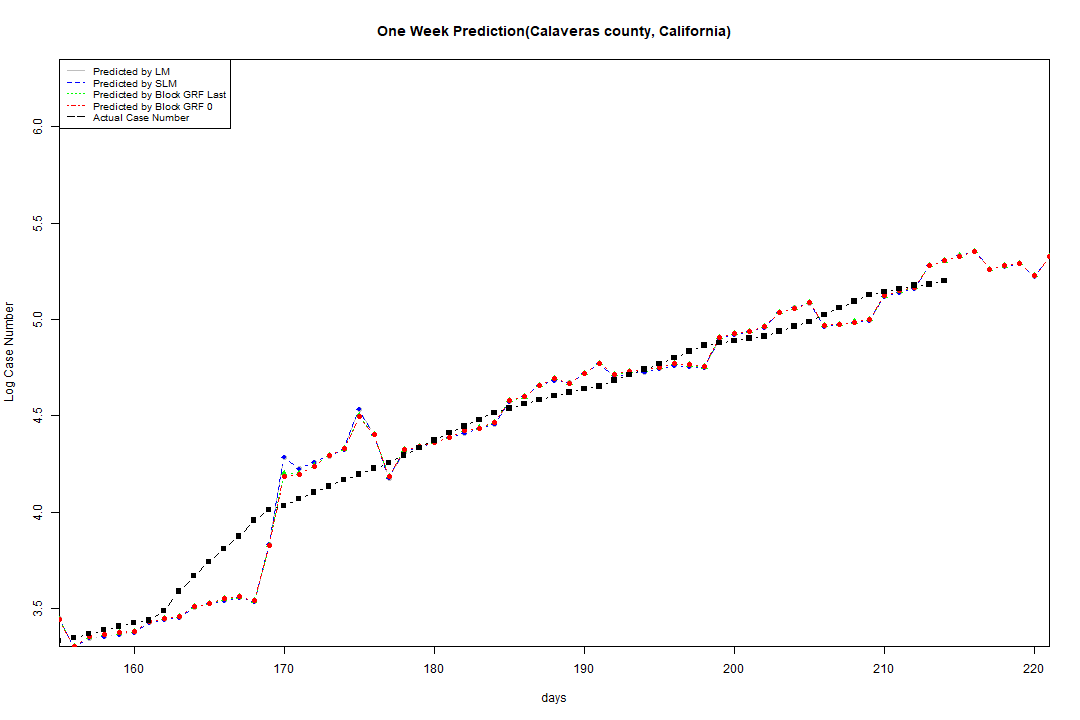 One Week Prediction(Calaveras county, California)
Predicted by LM
Predicted by SLM
Predicted by Block GRF Last
Predicted by Block GRF 0
Actual Case Number
Log Case Number
6.0
5.5
5.0
4.5
4.0
3.5
160 170 180 190 200 210 220
days